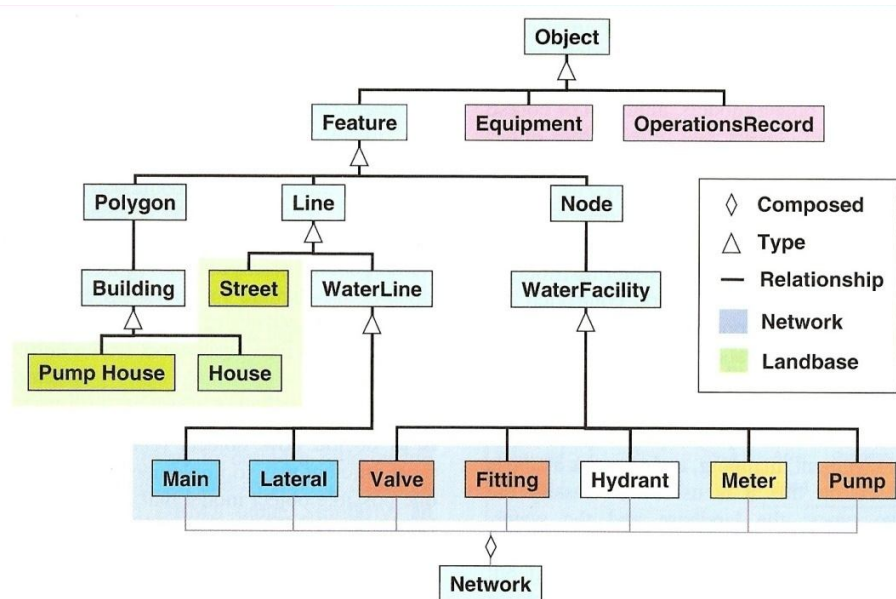 Object
Feature
Equipment
OperationsRecord
Polygon
Line
Node
Building
Street
WaterLine
WaterFacility
Pump House
House
Composed
Type
Relationship
Network
Landbase
Main
Lateral
Valve
Fitting
Hydrant
Meter
Pump
Network